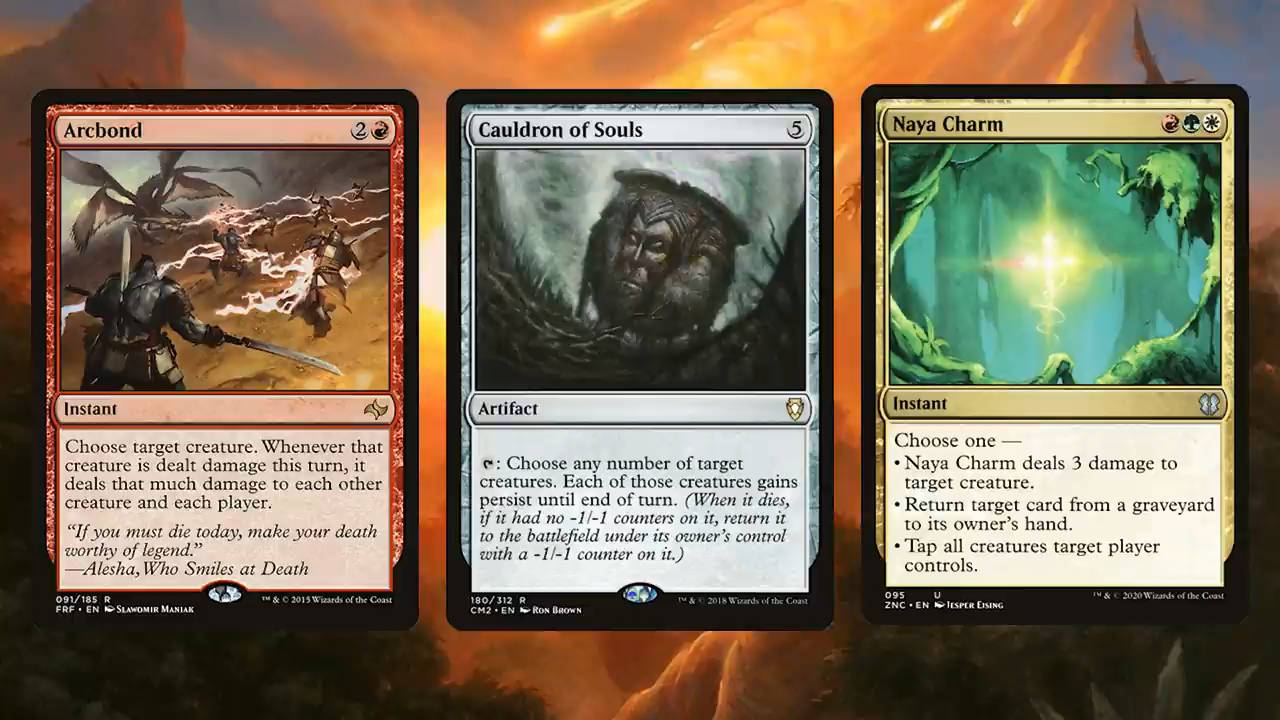 Arcbond 2
Instant
Choose target creature. Whenever that
creature is dealt damage this turn, it
deals that much damage to each other
creature and each player.
"If you must die today, make your death
worthy of legend."
—Alesha, Who Smiles at Death
091/185 R
FRF • EN Slawomir Maniak
™ & © 2015 Wizards of the Coast
Cauldron of Souls 5
Artifact
: Choose any number of target
creatures. Each of those creatures gains
persist until end of turn. (When it dies,
if it had no -1/-1 counters on it, return it
to the battlefield under its owner's control
with a -1/-1 counter on it.)
180/312 R
CM2 • EN Ron Brown
™ & © 2018 Wizards of the Coast
Naya Charm
Instant
Choose one —
• Naya Charm deals 3 damage to
target creature.
• Return target card from a graveyard
to its owner's hand.
• Tap all creatures target player
controls.
095 U
ZNC • EN Jesper Ejsing
™ & © 2020 Wizards of the Coast